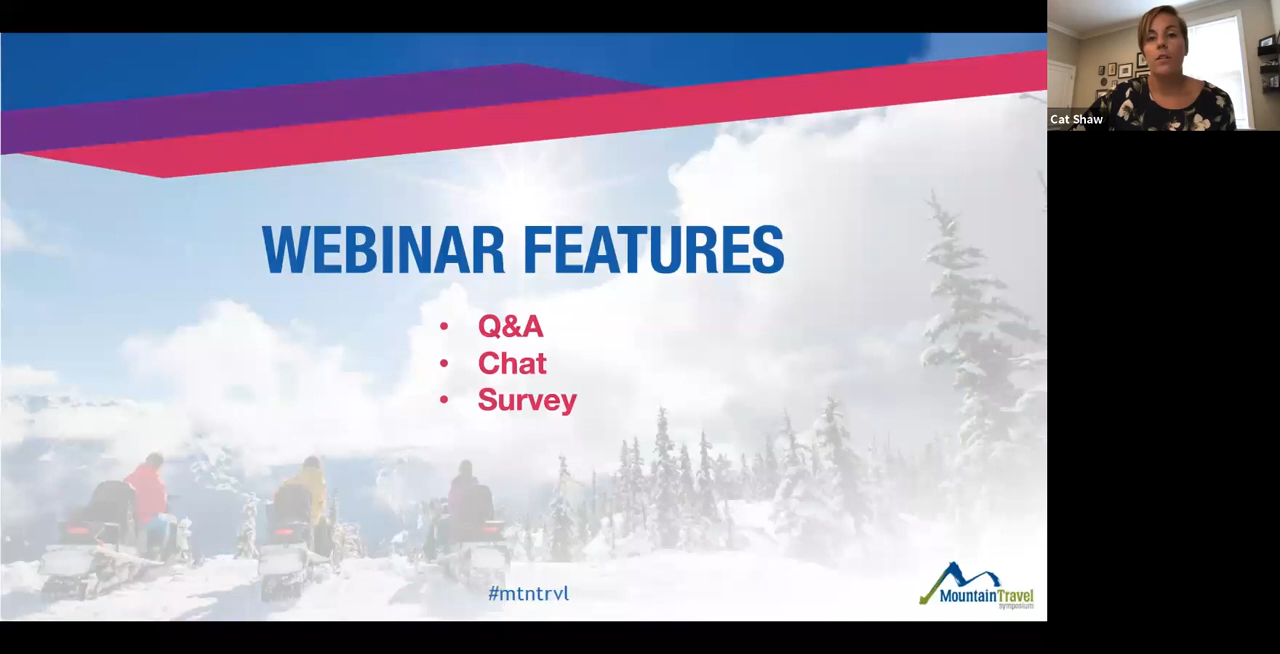 Cat Shaw
WEBINAR FEATURES
• Q&A
• Chat
• Survey
#mtntrvl
MountainTravel
symposium